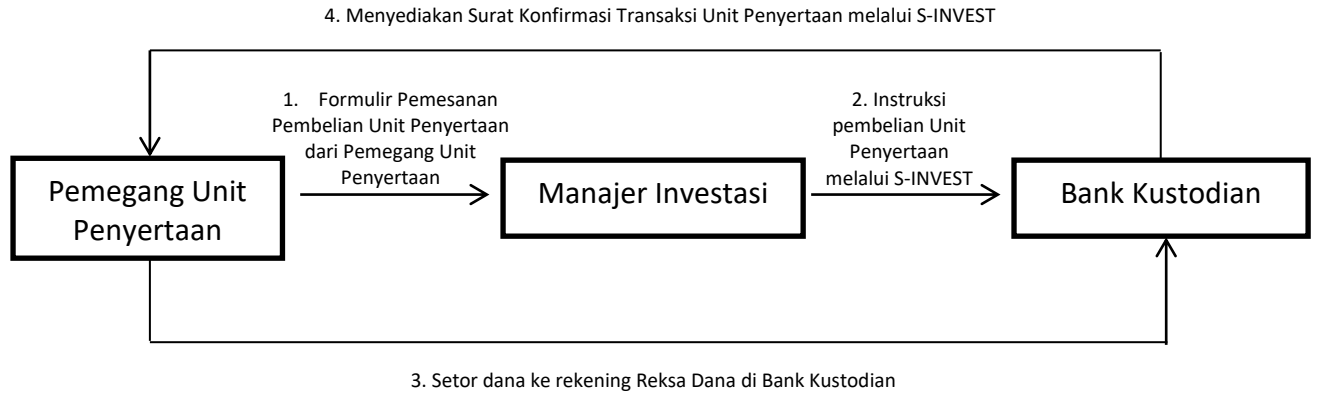 4. Menyediakan Surat Konfirmasi Transaksi Unit Penyertaan melalui S-INVEST
1. Formulir Pemesanan
Pembelian Unit Penyertaan
dari Pemegang Unit
Penyertaan
2. Instruksi
pembelian Unit
Penyertaan
melalui S-INVEST
Pemegang Unit
Penyertaan
Manajer Investasi
Bank Kustodian
3. Setor dana ke rekening Reksa Dana di Bank Kustodian